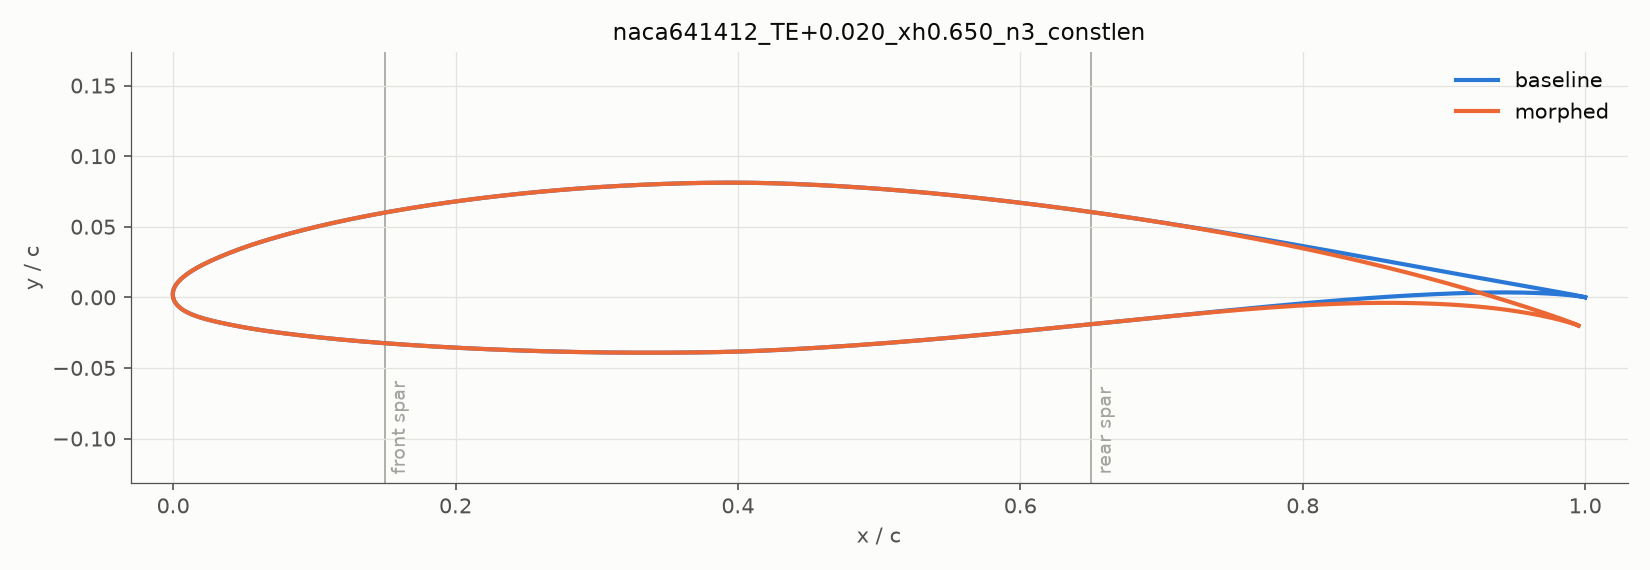 naca641412_TE+0.020_xh0.650_n3_constlen
baseline
morphed
0.15
0.10
0.05
0.00
−0.05
−0.10
y / c
front spar
rear spar
0.0 0.2 0.4 0.6 0.8 1.0
x / c